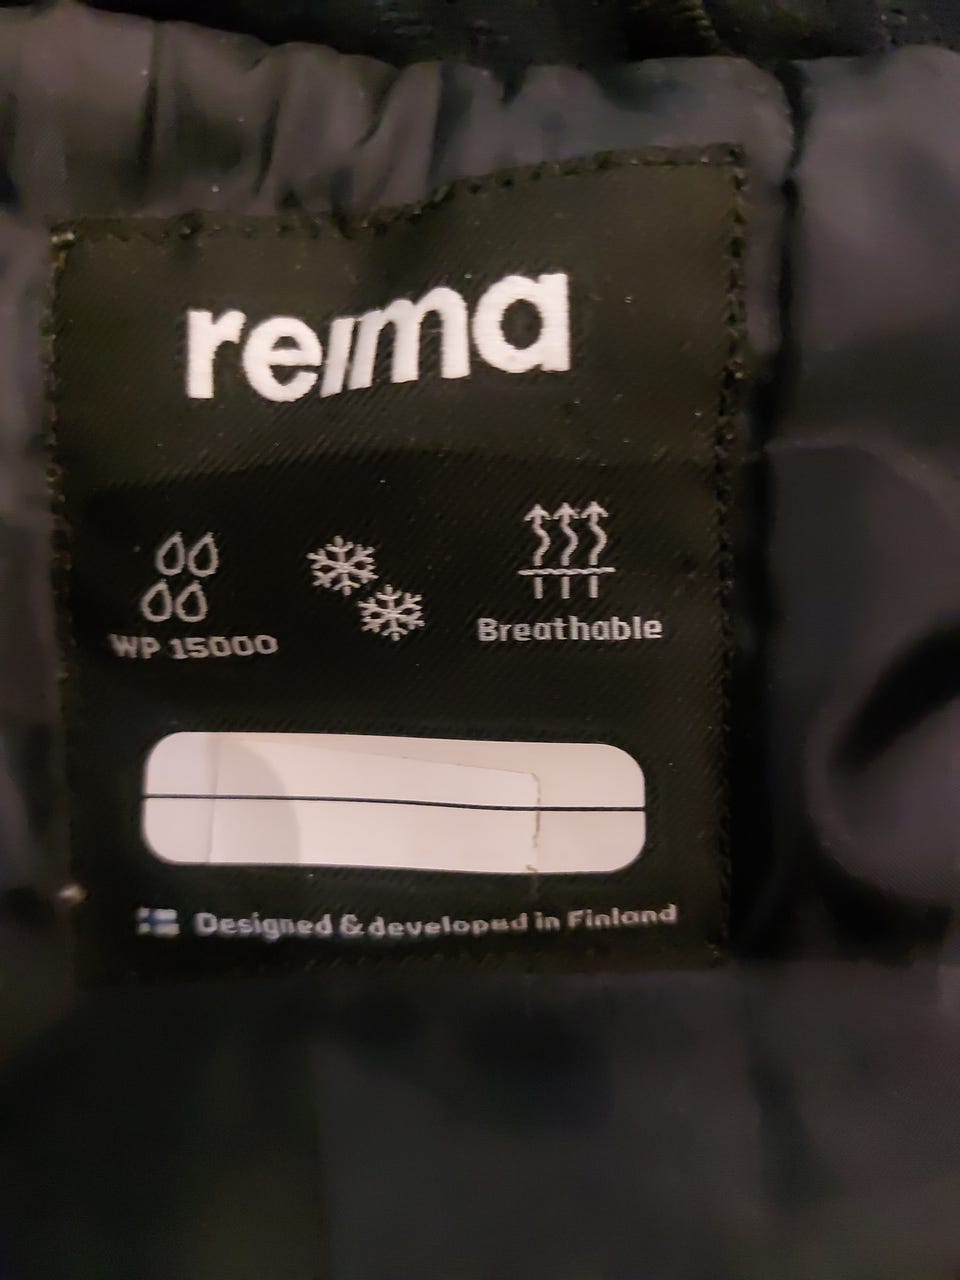 reima
WP 15000
Breathable
Designed & developed in Finland